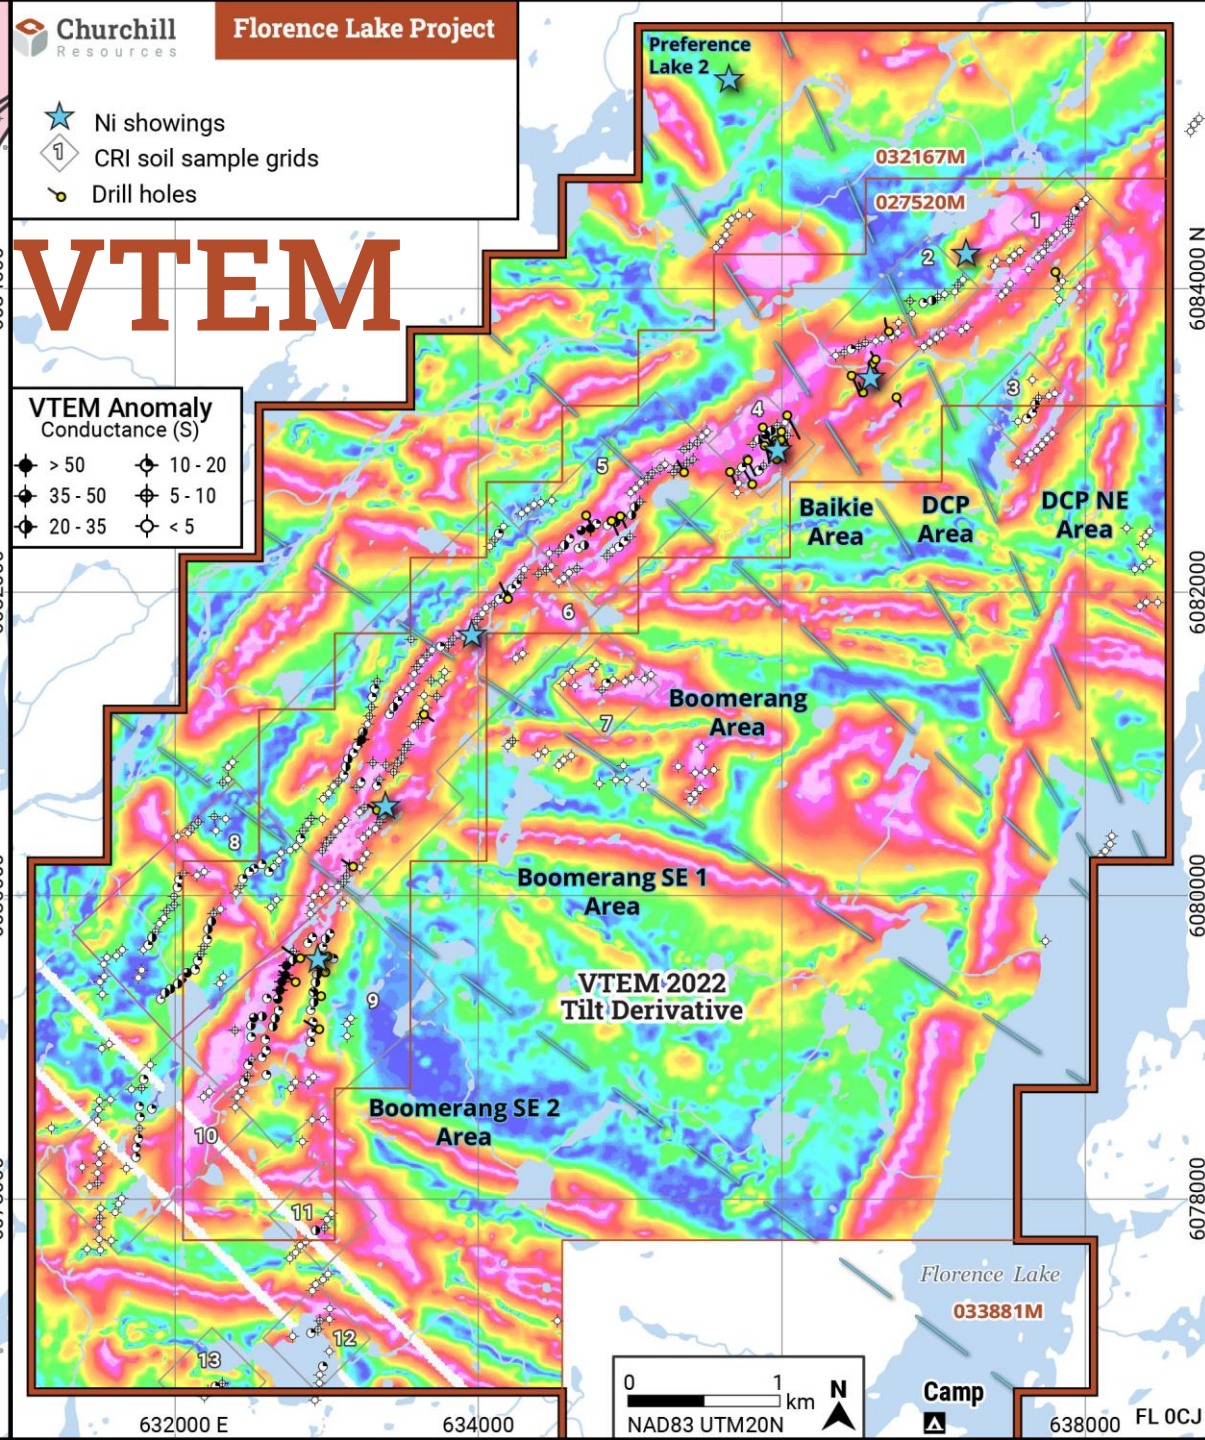 Churchill
Resources
Florence Lake Project
Ni showings
1
CRI soil sample grids
Drill holes
VTEM
Preference
Lake 2
032167M
027520M
1
2
6084000 N
3
4
5
VTEM Anomaly
Conductance (S)
> 50
10 - 20
35 - 50
5 - 10
20 - 35
< 5
Baikie
Area
DCP
Area
DCP NE
Area
6082000
6
7
Boomerang
Area
8
Boomerang SE 1
Area
6080000
VTEM 2022
Tilt Derivative
9
Boomerang SE 2
Area
10
11
6078000
Florence Lake
033881M
12
13
0
1
km
N
NAD83 UTM20N
Camp
632000 E
634000
638000
FL 0CJ